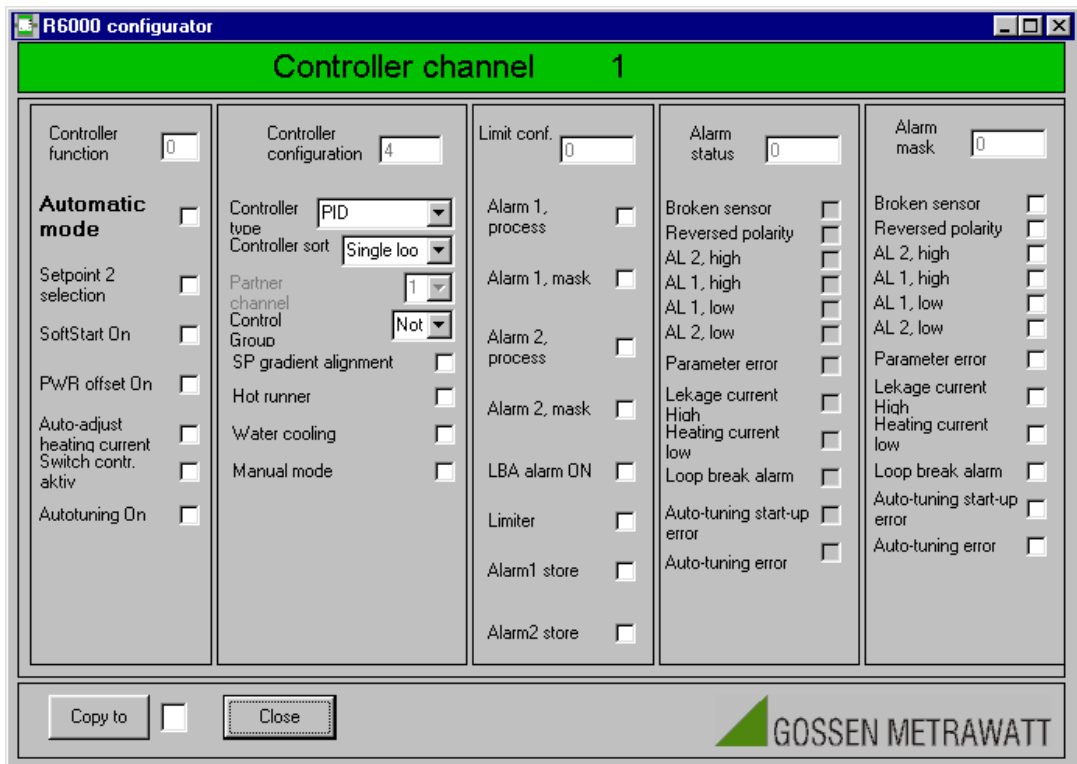 R6000 configurator
Controller channel 1
Controller
function
0
Automatic
mode
Setpoint 2
selection
SoftStart On
PWR offset On
Auto-adjust
heating current
Switch contr.
aktiv
Autotuning On
Controller
configuration
4
Controller
type
PID
Controller sort
Single loo
Partner
channel
1
Control
Group
Not
SP gradient alignment
Hot runner
Water cooling
Manual mode
Limit conf.
0
Alarm 1,
process
Alarm 1, mask
Alarm 2,
process
Alarm 2, mask
LBA alarm ON
Limiter
Alarm1 store
Alarm2 store
Alarm
status
0
Broken sensor
Reversed polarity
AL 2, high
AL 1, high
AL 1, low
AL 2, low
Parameter error
Lekage current
High
Heating current
low
Loop break alarm
Auto-tuning start-up
error
Auto-tuning error
Alarm
mask
0
Broken sensor
Reversed polarity
AL 2, high
AL 1, high
AL 1, low
AL 2, low
Parameter error
Lekage current
High
Heating current
low
Loop break alarm
Auto-tuning start-up
error
Auto-tuning error
Copy to
Close
GOSSEN METRAWATT